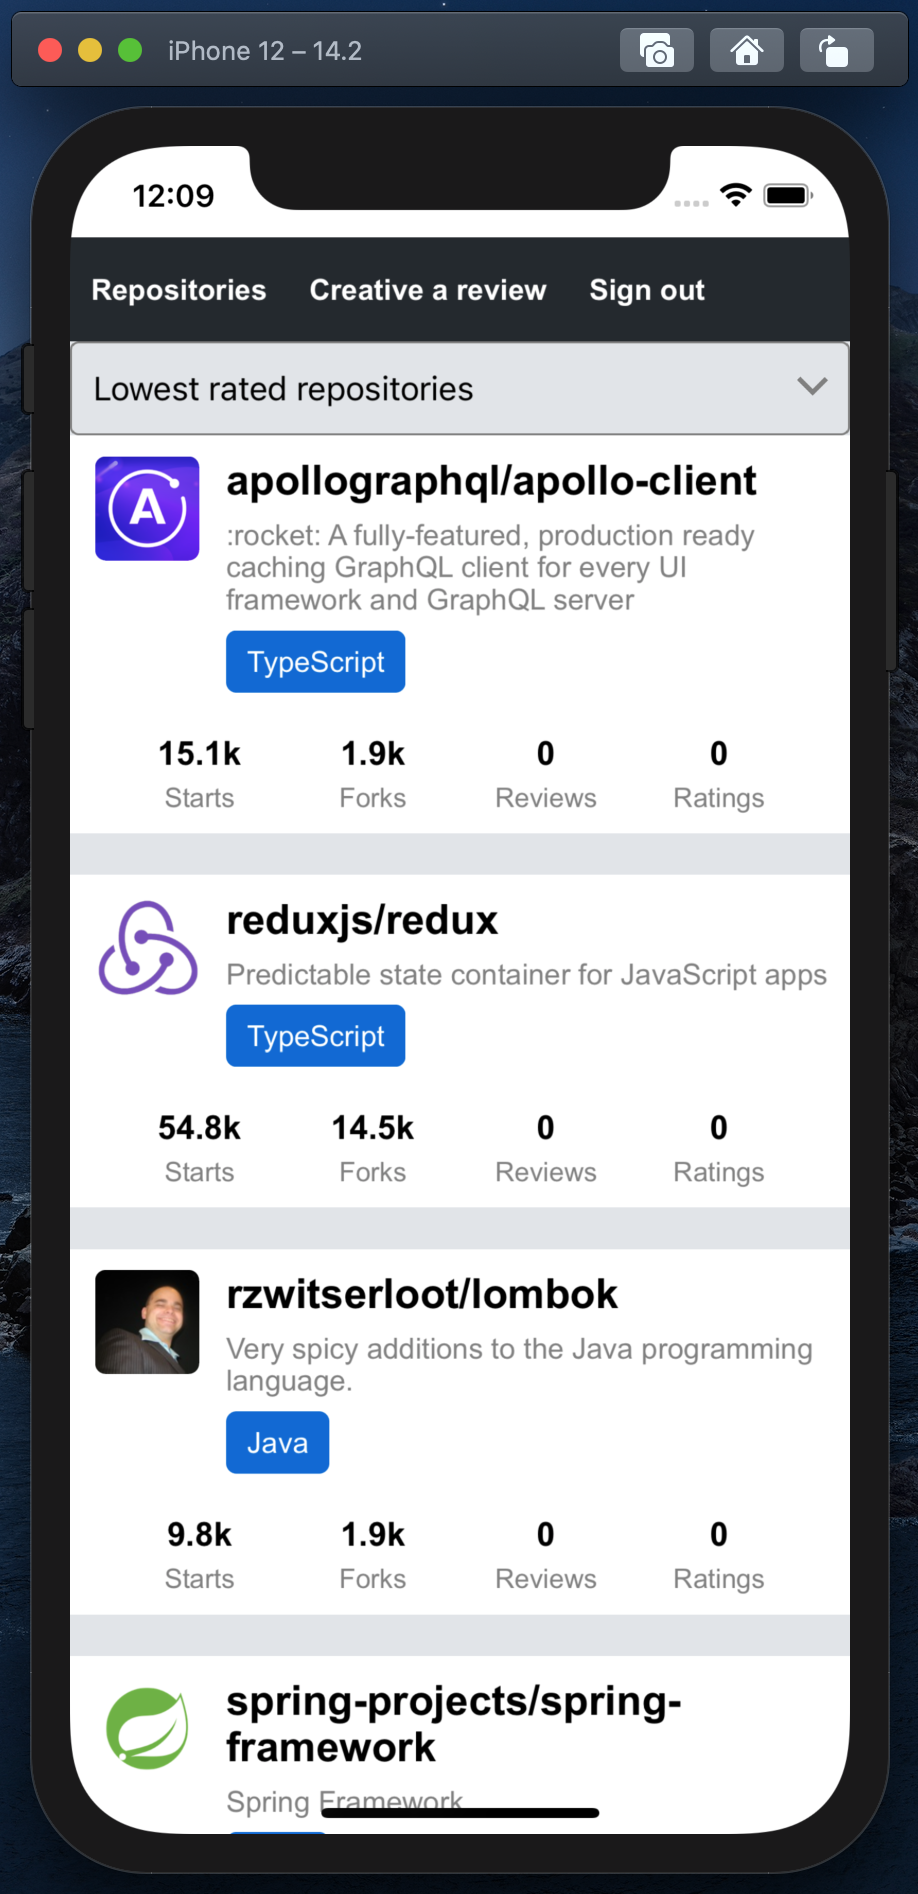 iPhone 12 – 14.2
12:09
Repositories Creative a review Sign out
Lowest rated repositories
A
apollographql/apollo-client
:rocket: A fully-featured, production ready
caching GraphQL client for every UI
framework and GraphQL server
TypeScript
15.1k 1.9k 0 0
Starts Forks Reviews Ratings
reduxjs/redux
Predictable state container for JavaScript apps
TypeScript
54.8k 14.5k 0 0
Starts Forks Reviews Ratings
rzwitserloot/lombok
Very spicy additions to the Java programming
language.
Java
9.8k 1.9k 0 0
Starts Forks Reviews Ratings
spring-projects/spring-
framework
Spring Framework